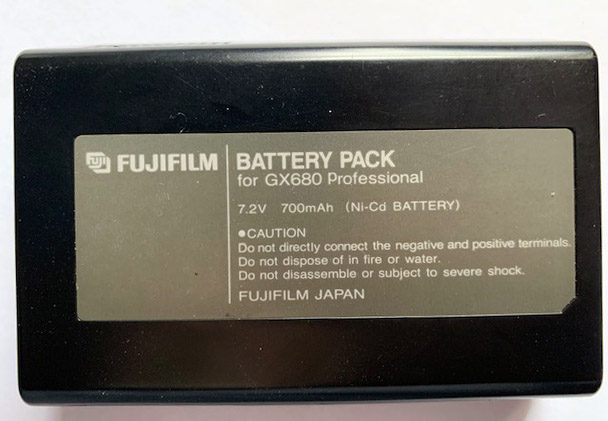 FUJI FUJIFILM
BATTERY PACK
for GX680 Professional
7.2V 700mAh (Ni-Cd BATTERY)
●CAUTION
Do not directly connect the negative and positive terminals.
Do not dispose of in fire or water.
Do not disassemble or subject to severe shock.
FUJIFILM JAPAN